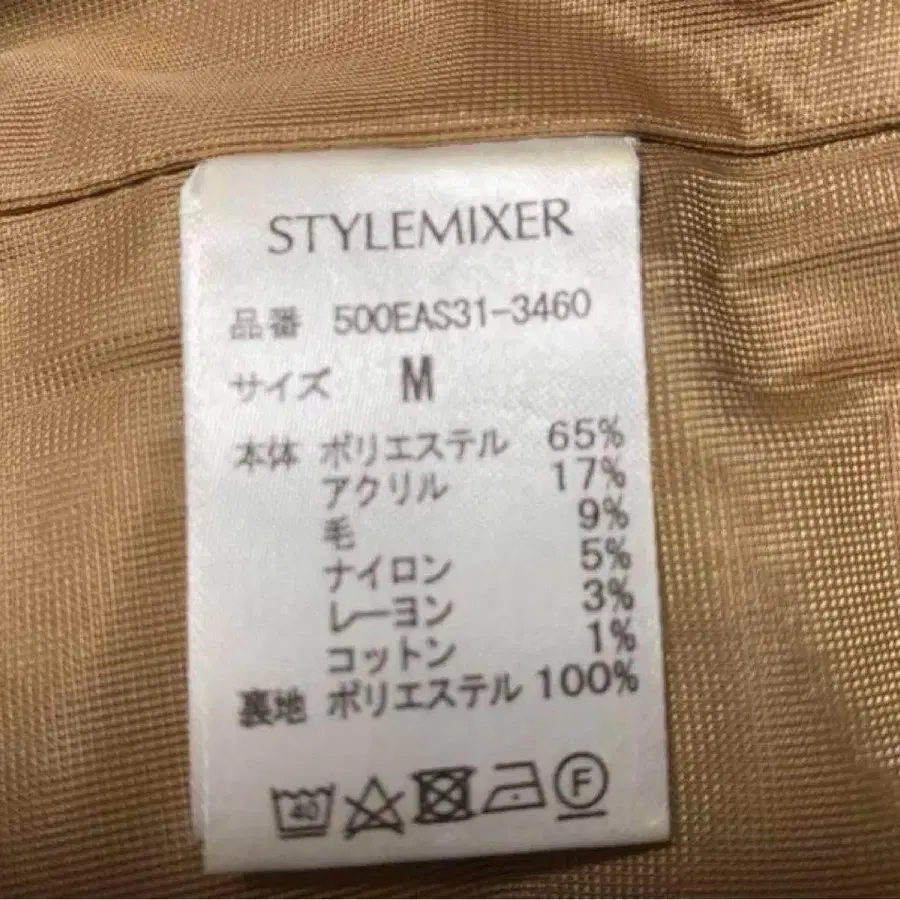 STYLEMIXER
品番 500EAS31-3460
サイズ M
本体 ポリエステル 65%
アクリル 17%
毛 9%
ナイロン 5%
レーヨン 3%
コットン 1%
裏地 ポリエステル 100%
40 F